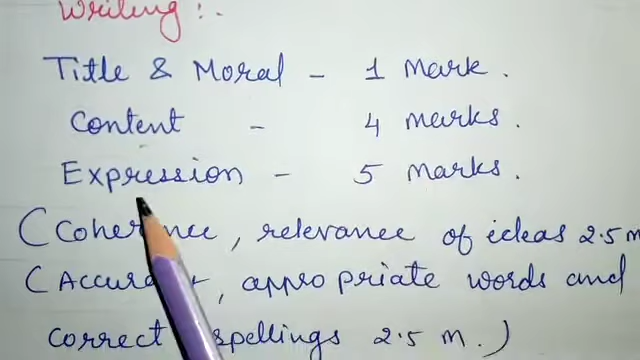 Writing:.
Title & Moral - 1 Mark.
Content - 4 marks.
Expression - 5 marks.
(Coherence, relevance of ideas 2.5 m
(Accuracy, appropriate words and
correct spellings 2.5 m.)